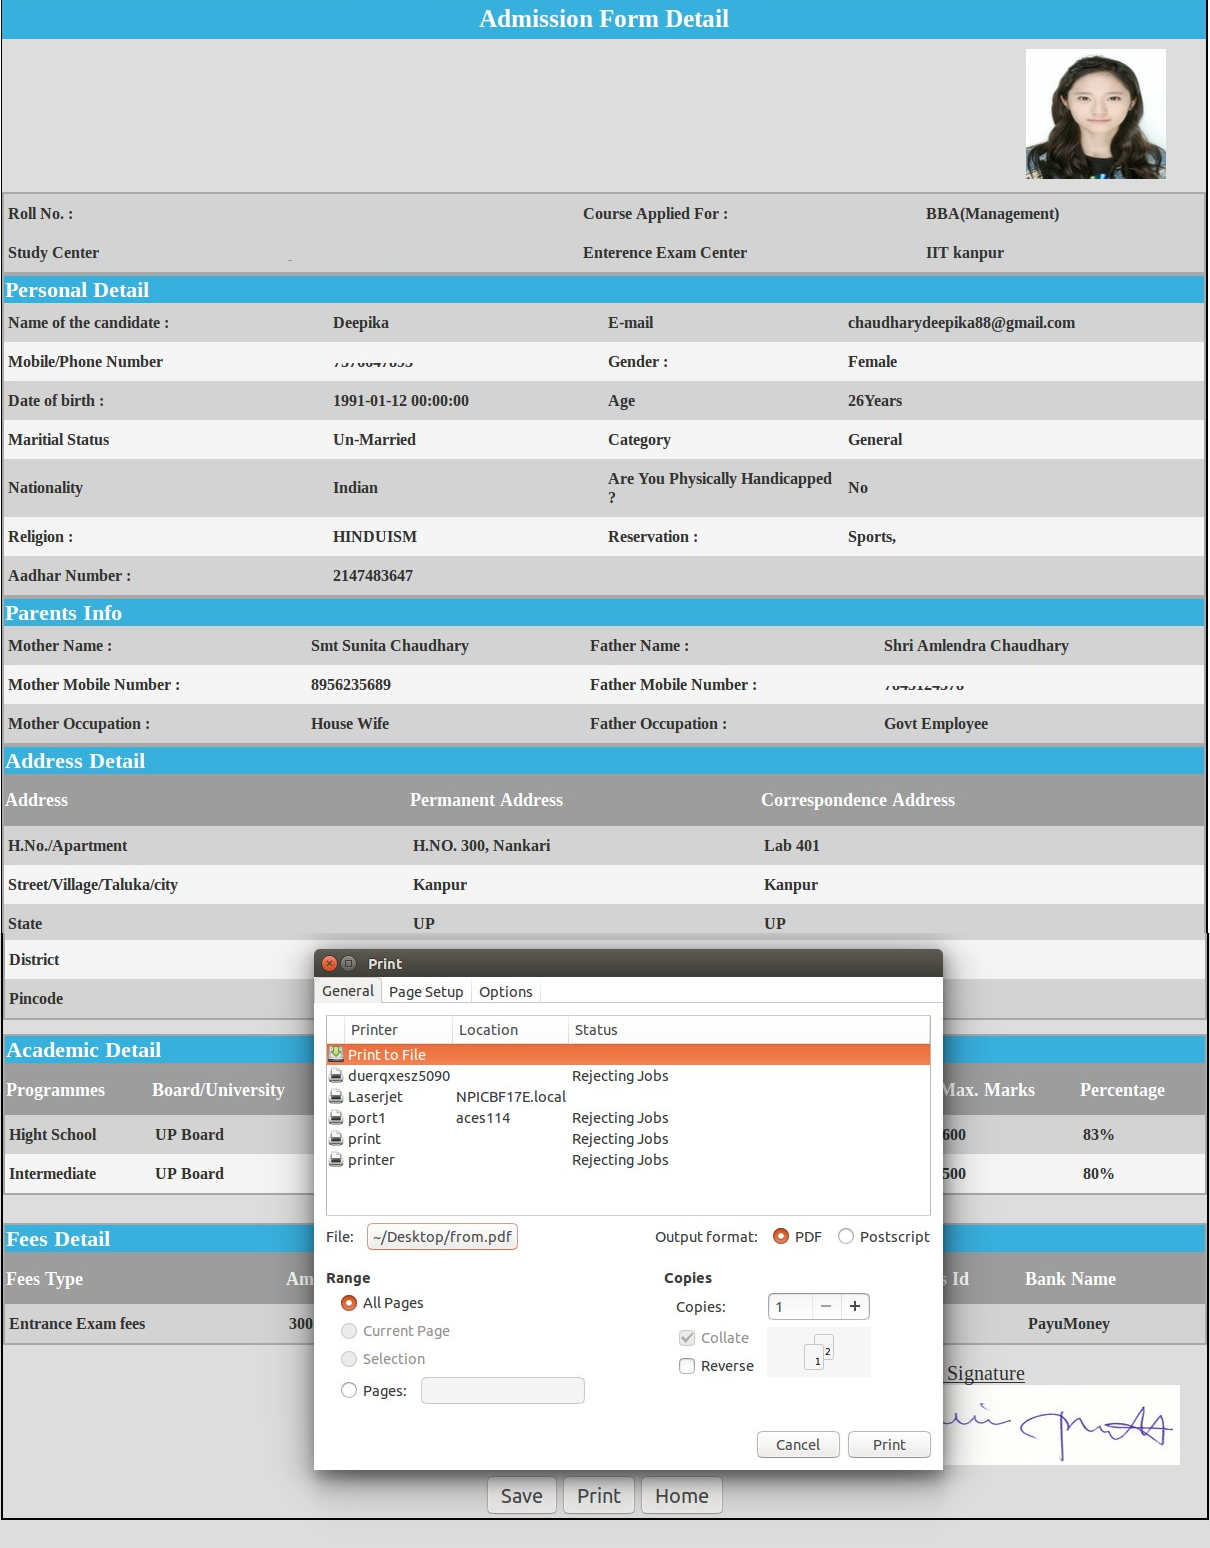 Admission Form Detail
Roll No. : Course Applied For : BBA(Management)
Study Center Enterence Exam Center IIT kanpur
Personal Detail
Name of the candidate : Deepika E-mail chaudharydeepika88@gmail.com
Mobile/Phone Number Gender : Female
Date of birth : 1991-01-12 00:00:00 Age 26Years
Maritial Status Un-Married Category General
Nationality Indian Are You Physically Handicapped ? No
Religion : HINDUISM Reservation : Sports,
Aadhar Number : 2147483647
Parents Info
Mother Name : Smt Sunita Chaudhary Father Name : Shri Amlendra Chaudhary
Mother Mobile Number : 8956235689 Father Mobile Number :
Mother Occupation : House Wife Father Occupation : Govt Employee
Address Detail
Address Permanent Address Correspondence Address
H.No./Apartment H.NO. 300, Nankari Lab 401
Street/Village/Taluka/city Kanpur Kanpur
State UP UP
District
Pincode
Print
General Page Setup Options
Printer Location Status
Print to File
duerqxesz5090 Rejecting Jobs
Laserjet NPICBF17E.local
port1 aces114 Rejecting Jobs
print Rejecting Jobs
printer Rejecting Jobs
File: ~/Desktop/from.pdf Output format: PDF Postscript
Range Copies
All Pages Copies: 1 − +
Current Page Collate 1 2
Selection Reverse
Pages:
Cancel Print
Academic Detail
Programmes Board/University Max. Marks Percentage
Hight School UP Board 600 83%
Intermediate UP Board 500 80%
Fees Detail
Fees Type Am s Id Bank Name
Entrance Exam fees 300 PayuMoney
Signature
Save Print Home